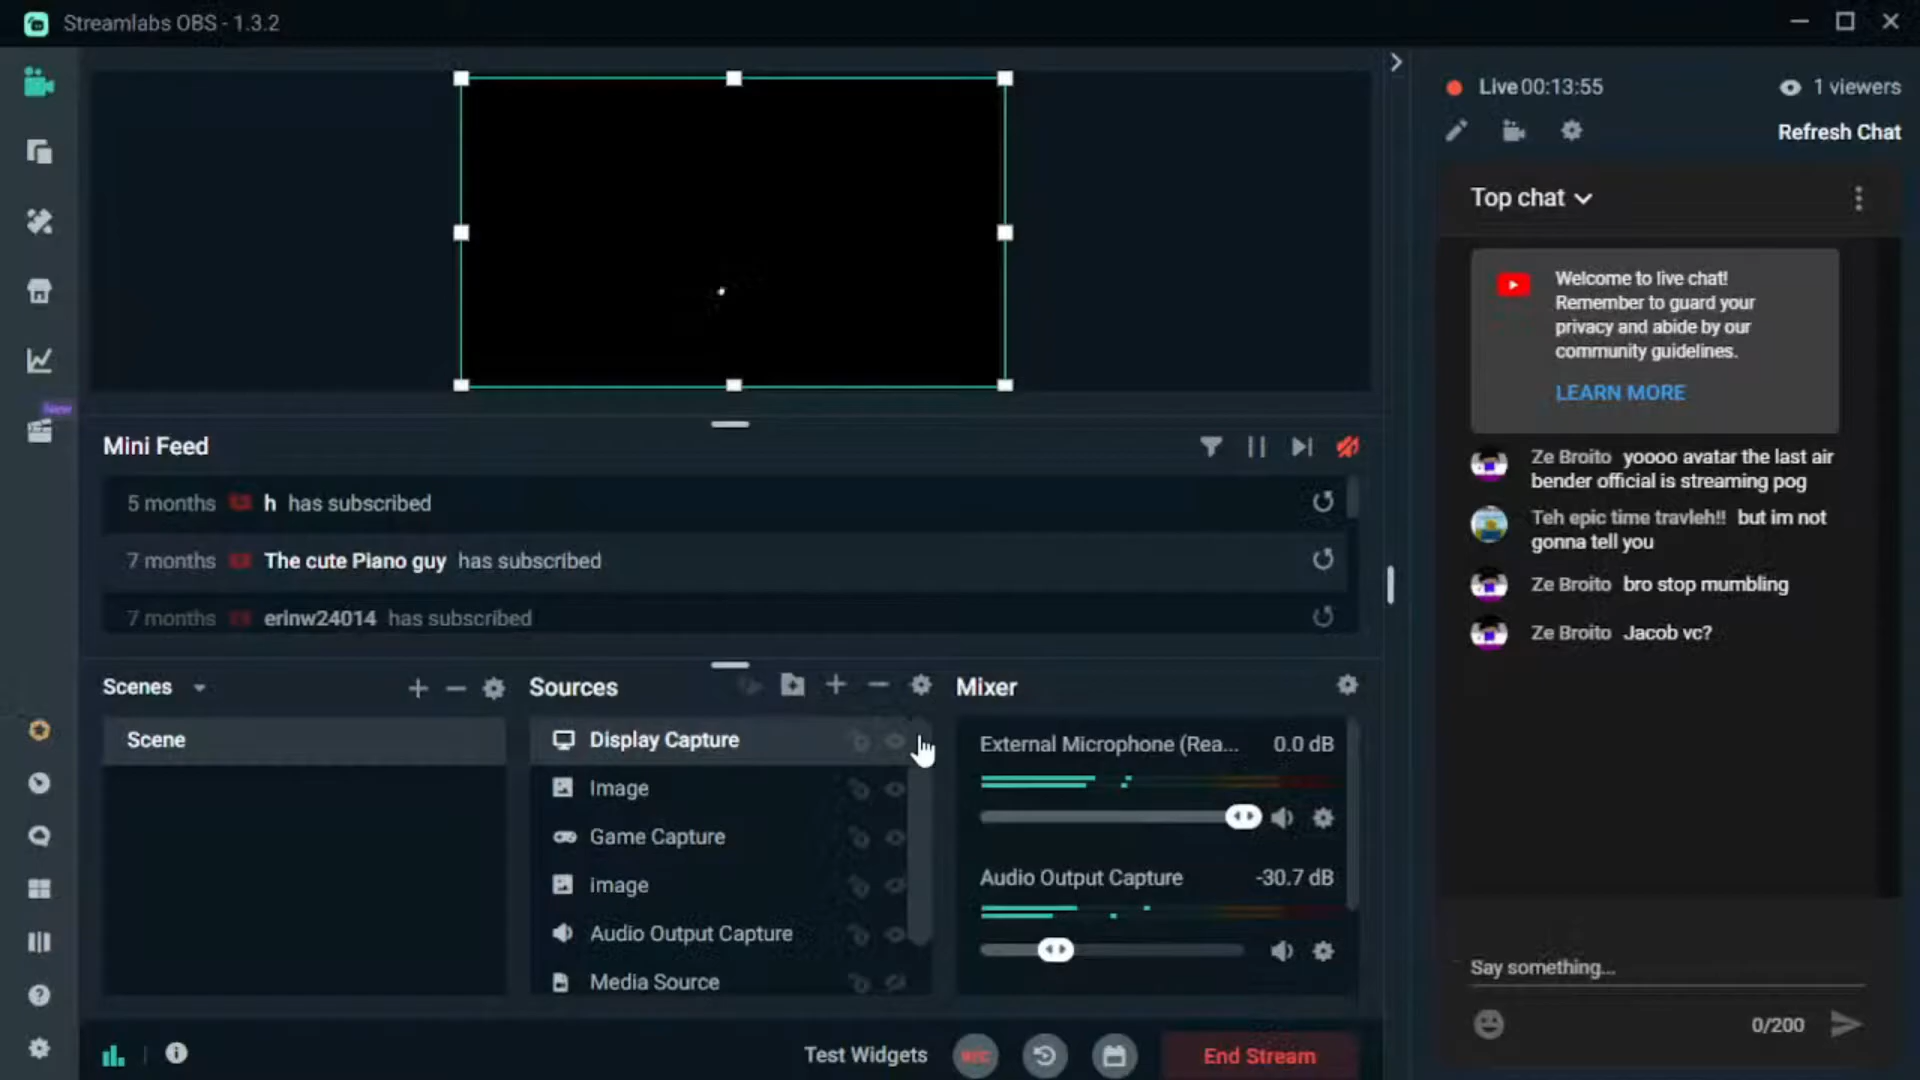 Streamlabs OBS - 1.3.2
Live 00:13:55
1 viewers
Refresh Chat
Top chat
Welcome to live chat!
Remember to guard your
privacy and abide by our
community guidelines.
LEARN MORE
Ze Broito yoooo avatar the last air
bender official is streaming pog
Teh epic time travleh!! but im not
gonna tell you
Ze Broito bro stop mumbling
Ze Broito Jacob vc?
Say something...
0/200
New
Mini Feed
5 months h has subscribed
7 months The cute Piano guy has subscribed
7 months erinw24014 has subscribed
Scenes
Scene
Sources
Display Capture
Image
Game Capture
Image
Audio Output Capture
Media Source
Mixer
External Microphone (Rea... 0.0 dB
Audio Output Capture -30.7 dB
Test Widgets
REC
End Stream